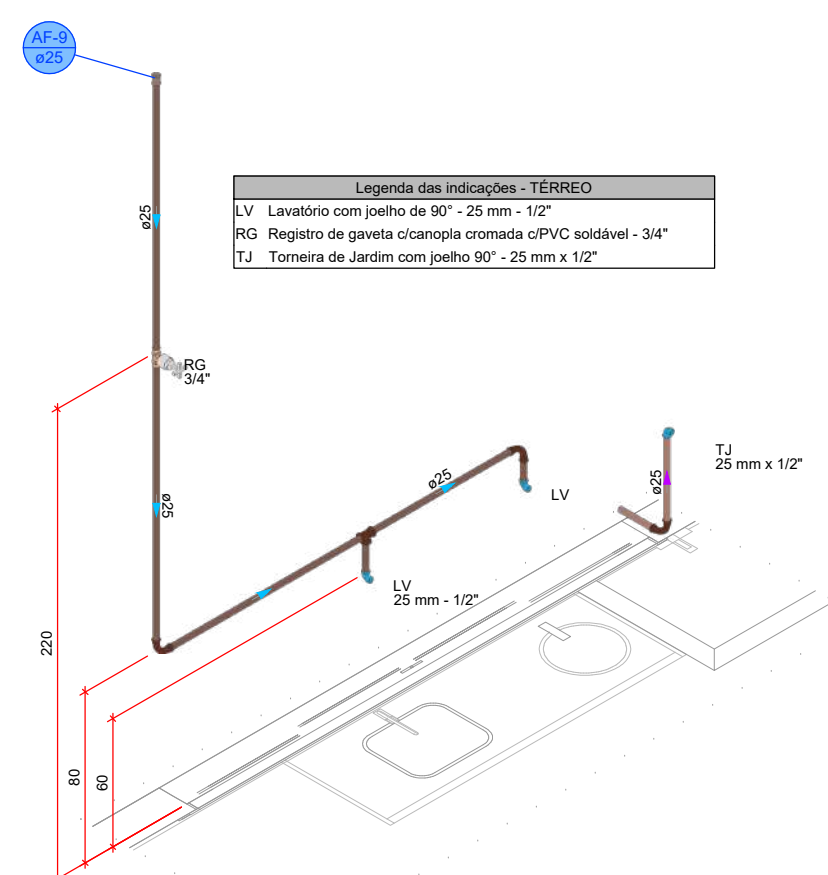 AF-9
ø25
Legenda das indicações - TÉRREO
LV Lavatório com joelho de 90° - 25 mm - 1/2"
RG Registro de gaveta c/canopla cromada c/PVC soldável - 3/4"
TJ Torneira de Jardim com joelho 90° - 25 mm x 1/2"
ø25
RG
3/4"
ø25
ø25
LV
TJ
25 mm x 1/2"
ø25
LV
25 mm - 1/2"
220
80
60